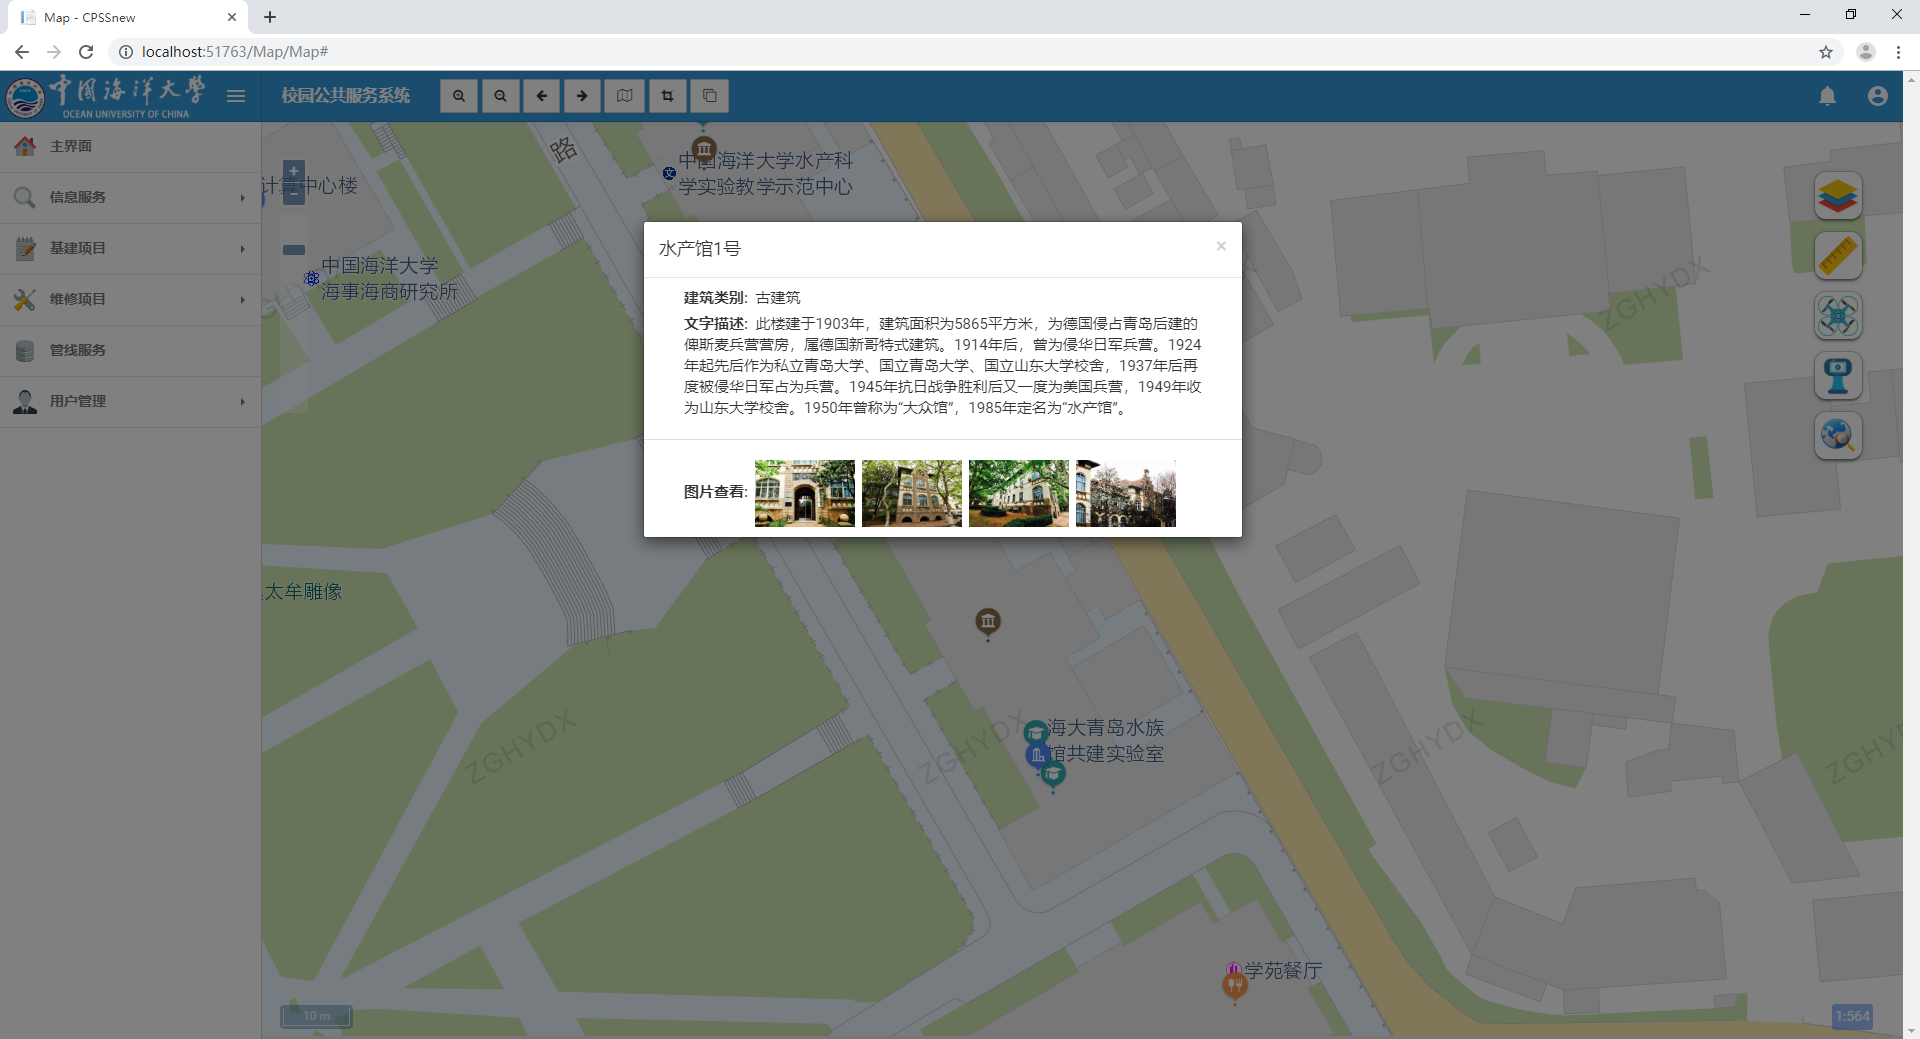 Map - CPSSnew
localhost:51763/Map/Map#
中国海洋大学
OCEAN UNIVERSITY OF CHINA
校园公共服务系统
主界面
信息服务
基建项目
维修项目
管线服务
用户管理
路
中国海洋大学水产科
学实验教学示范中心
计算中心楼
中国海洋大学
海事海商研究所
水产馆1号
×
建筑类别: 古建筑
文字描述: 此楼建于1903年，建筑面积为5865平方米，为德国侵占青岛后建的
俾斯麦兵营营房，属德国新哥特式建筑。1914年后，曾为侵华日军兵营。1924
年起先后作为私立青岛大学、国立青岛大学、国立山东大学校舍，1937年后再
度被侵华日军占为兵营。1945年抗日战争胜利后又一度为美国兵营，1949年收
为山东大学校舍。1950年曾称为“大众馆”，1985年定名为“水产馆”。
图片查看:
太牟雕像
海大青岛水族
馆共建实验室
学苑餐厅
ZGHYDX
ZGHYDX
ZGHYDX
ZGHYDX
ZGHYDX
10 m
1:564